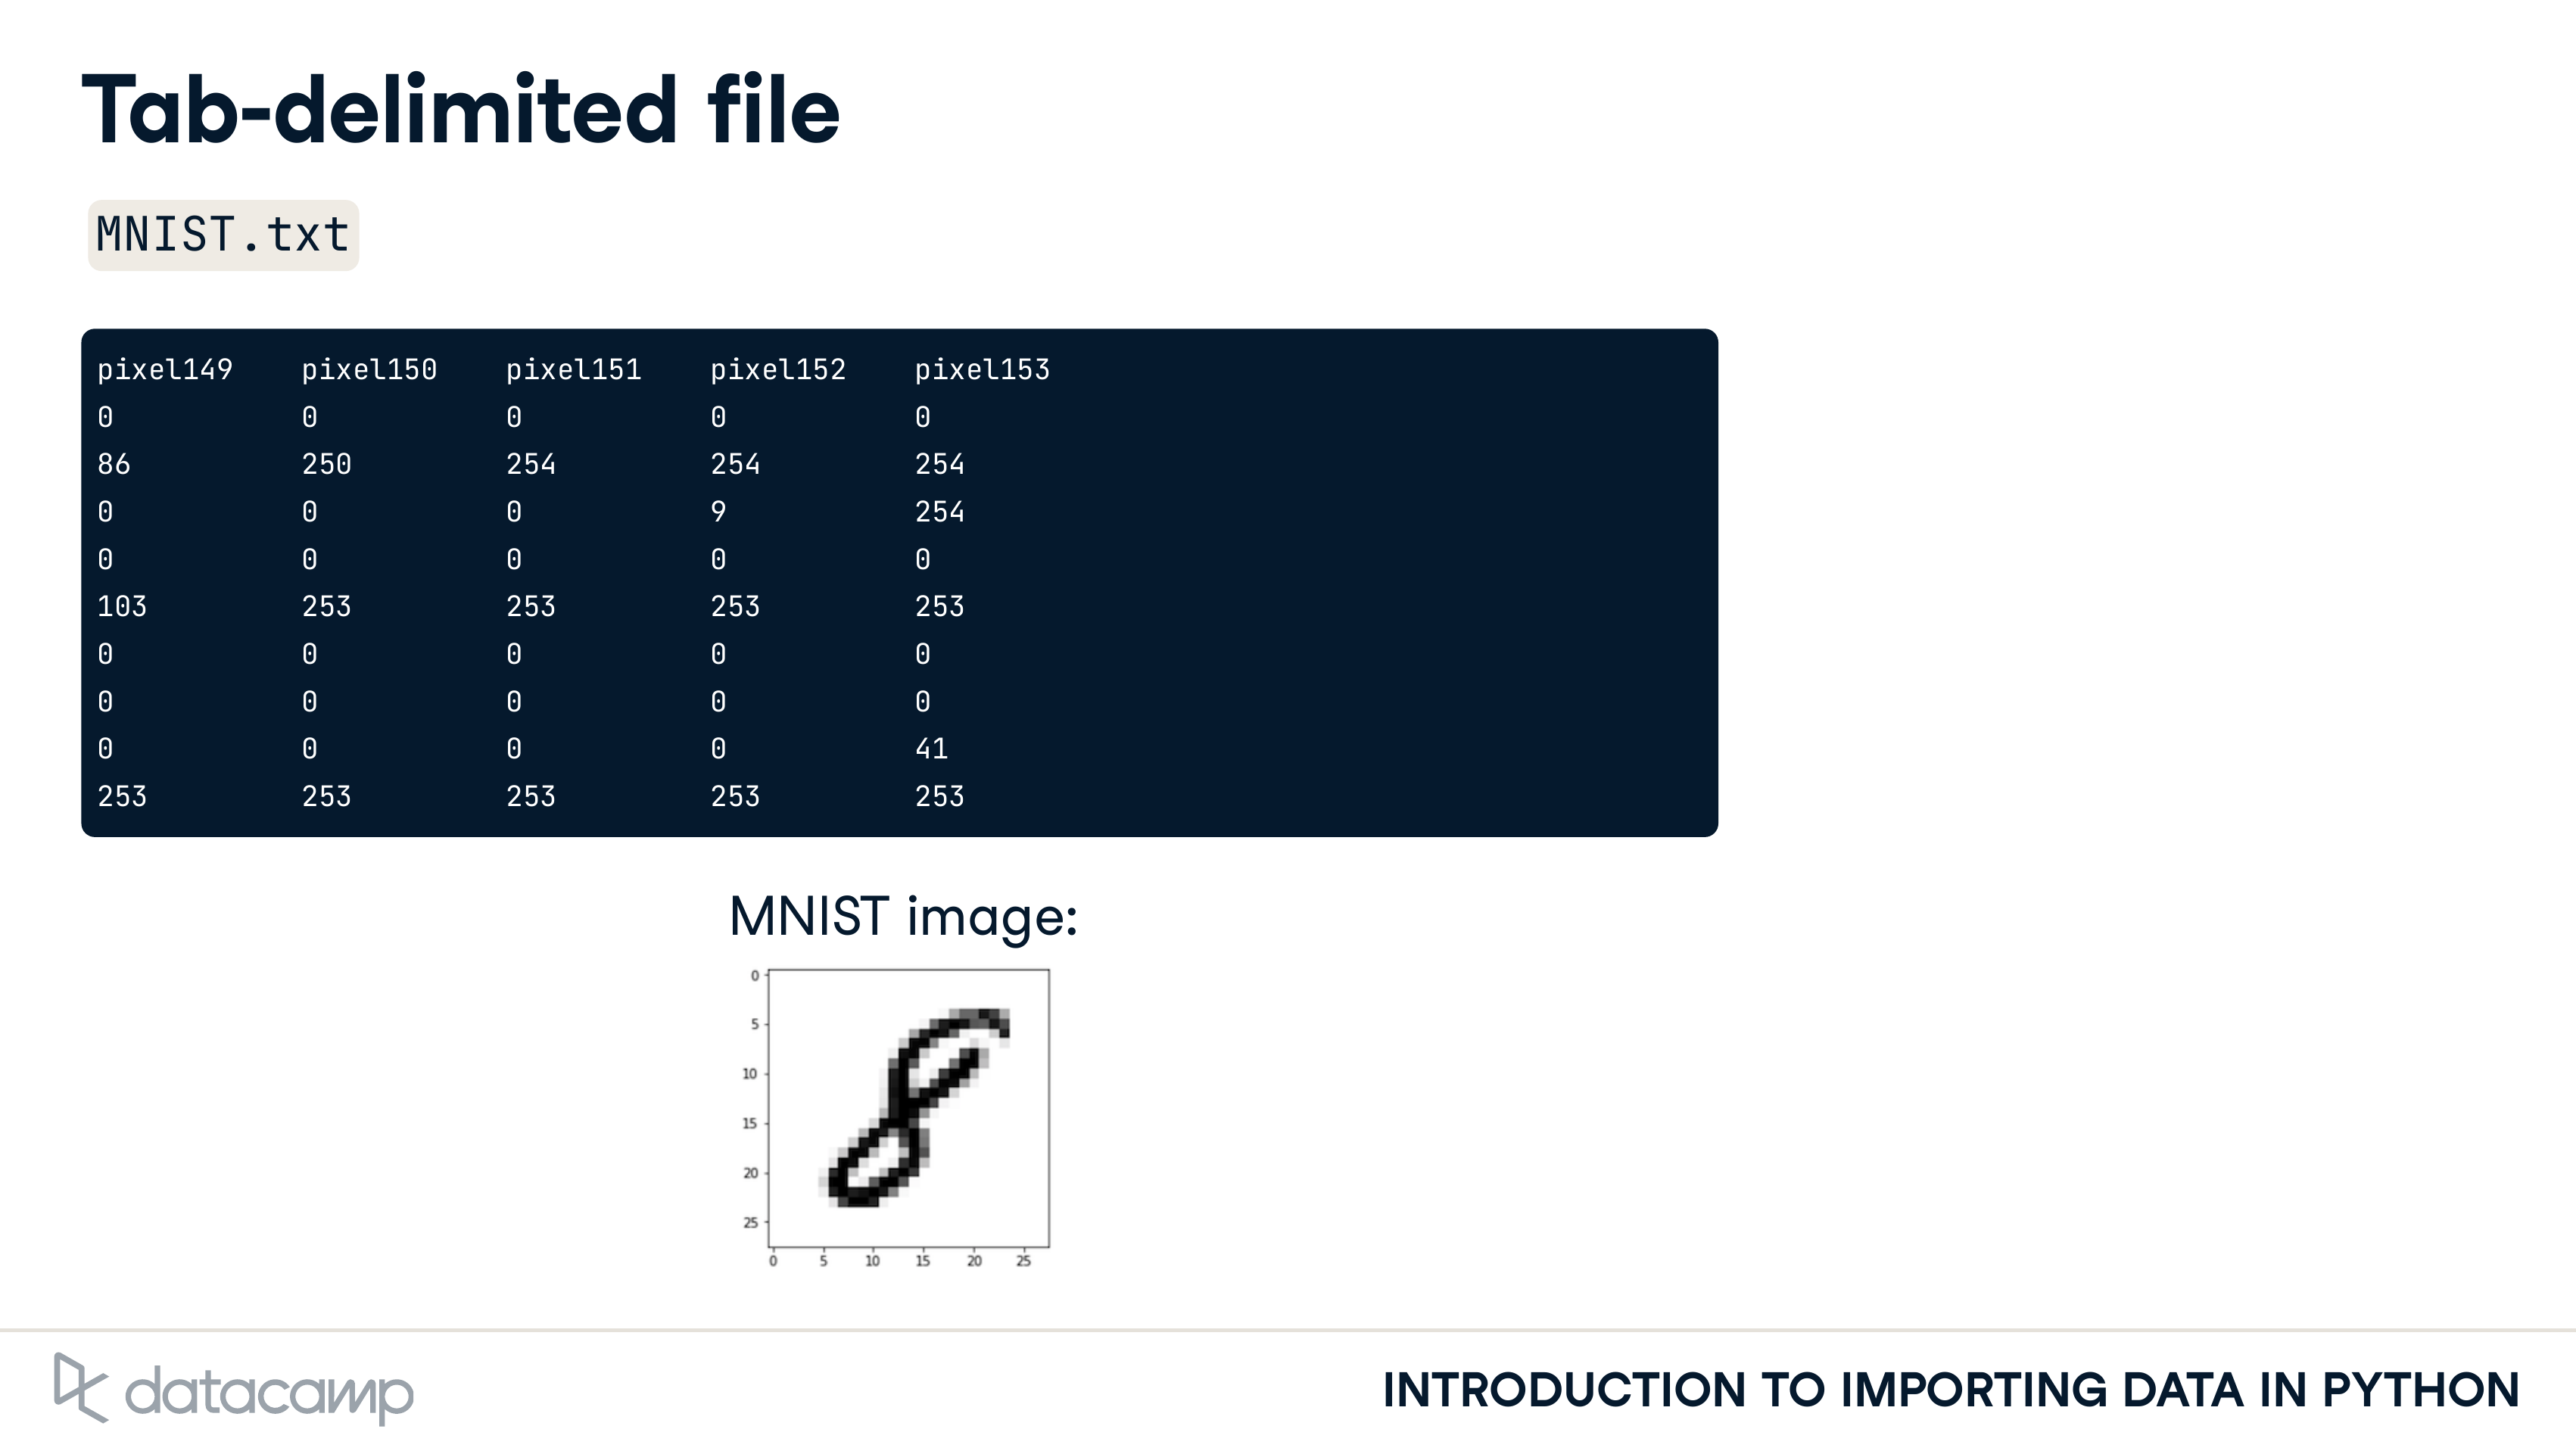 Tab-delimited file
MNIST.txt
pixel149 pixel150 pixel151 pixel152 pixel153
0 0 0 0 0
86 250 254 254 254
0 0 0 9 254
0 0 0 0 0
103 253 253 253 253
0 0 0 0 0
0 0 0 0 0
0 0 0 0 41
253 253 253 253 253
MNIST image:
0
5
10
15
20
25
0 5 10 15 20 25
datacamp
INTRODUCTION TO IMPORTING DATA IN PYTHON